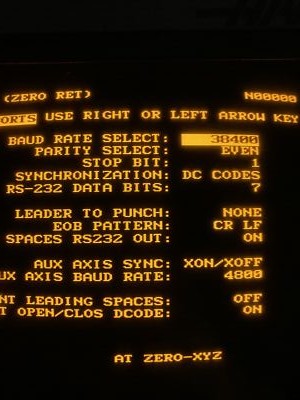 (ZERO RET) N00000
ORTS USE RIGHT OR LEFT ARROW KEY
BAUD RATE SELECT: 38400
PARITY SELECT: EVEN
STOP BIT: 1
SYNCHRONIZATION: DC CODES
RS-232 DATA BITS: 7
LEADER TO PUNCH: NONE
EOB PATTERN: CR LF
SPACES RS232 OUT: ON
UX AXIS SYNC: XON/XOFF
UX AXIS BAUD RATE: 4800
NT LEADING SPACES: OFF
T OPEN/CLOS DCODE: ON
AT ZERO-XYZ